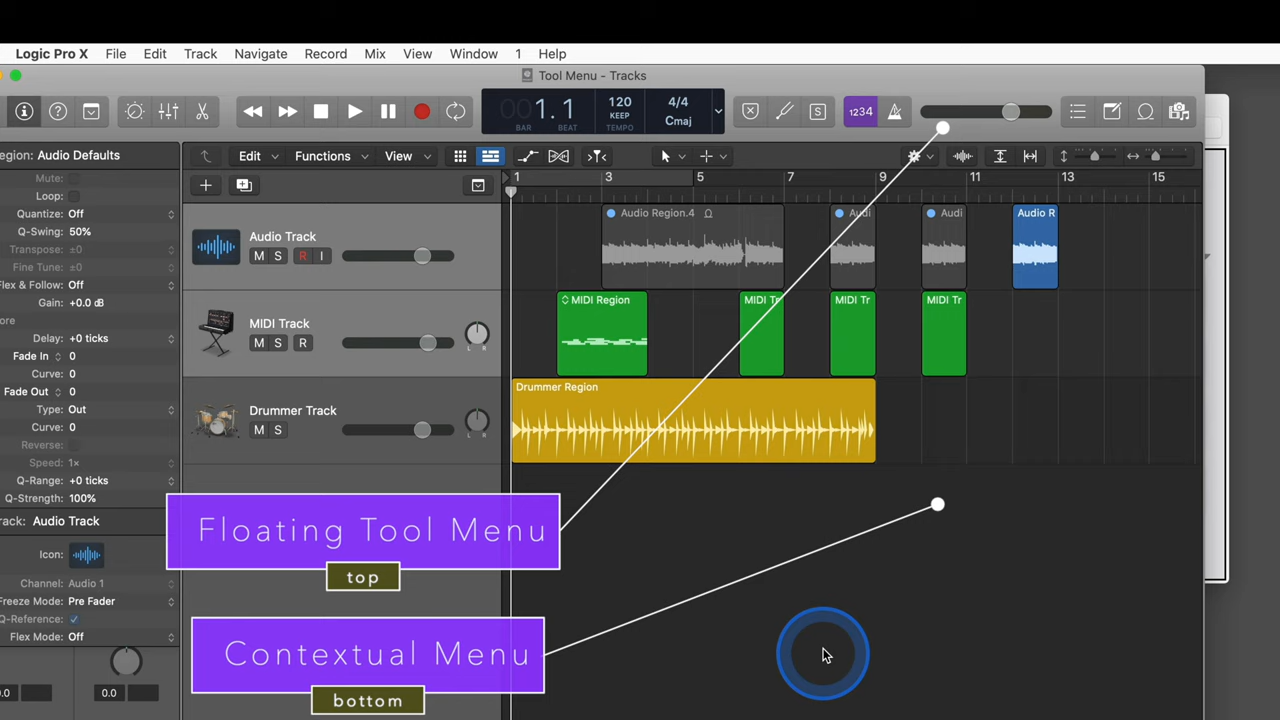 Logic Pro X File Edit Track Navigate Record Mix View Window 1 Help
Tool Menu - Tracks
001.1
BAR BEAT
120
KEEP
TEMPO
4/4
Cmaj
S
1234
egion: Audio Defaults
Edit Functions View
1 3 5 7 9 11 13 15
Mute:
Loop:
Quantize: Off
Q-Swing: 50%
Transpose: ±0
Fine Tune: ±0
Flex & Follow: Off
Gain: +0.0 dB
ore
Delay: +0 ticks
Fade In 0
Curve: 0
Fade Out 0
Type: Out
Curve: 0
Reverse:
Speed: 1×
Q-Range: +0 ticks
Q-Strength: 100%
rack: Audio Track
Icon:
Channel: Audio 1
Freeze Mode: Pre Fader
Q-Reference:
Flex Mode: Off
0.0
0.0
Audio Track
M S R I
MIDI Track
M S R
L R
Drummer Track
M S
L R
Audio Region.4
Audi
Audi
Audio R
MIDI Region
MIDI Tr
MIDI Tr
MIDI Tr
Drummer Region
Floating Tool Menu
top
Contextual Menu
bottom